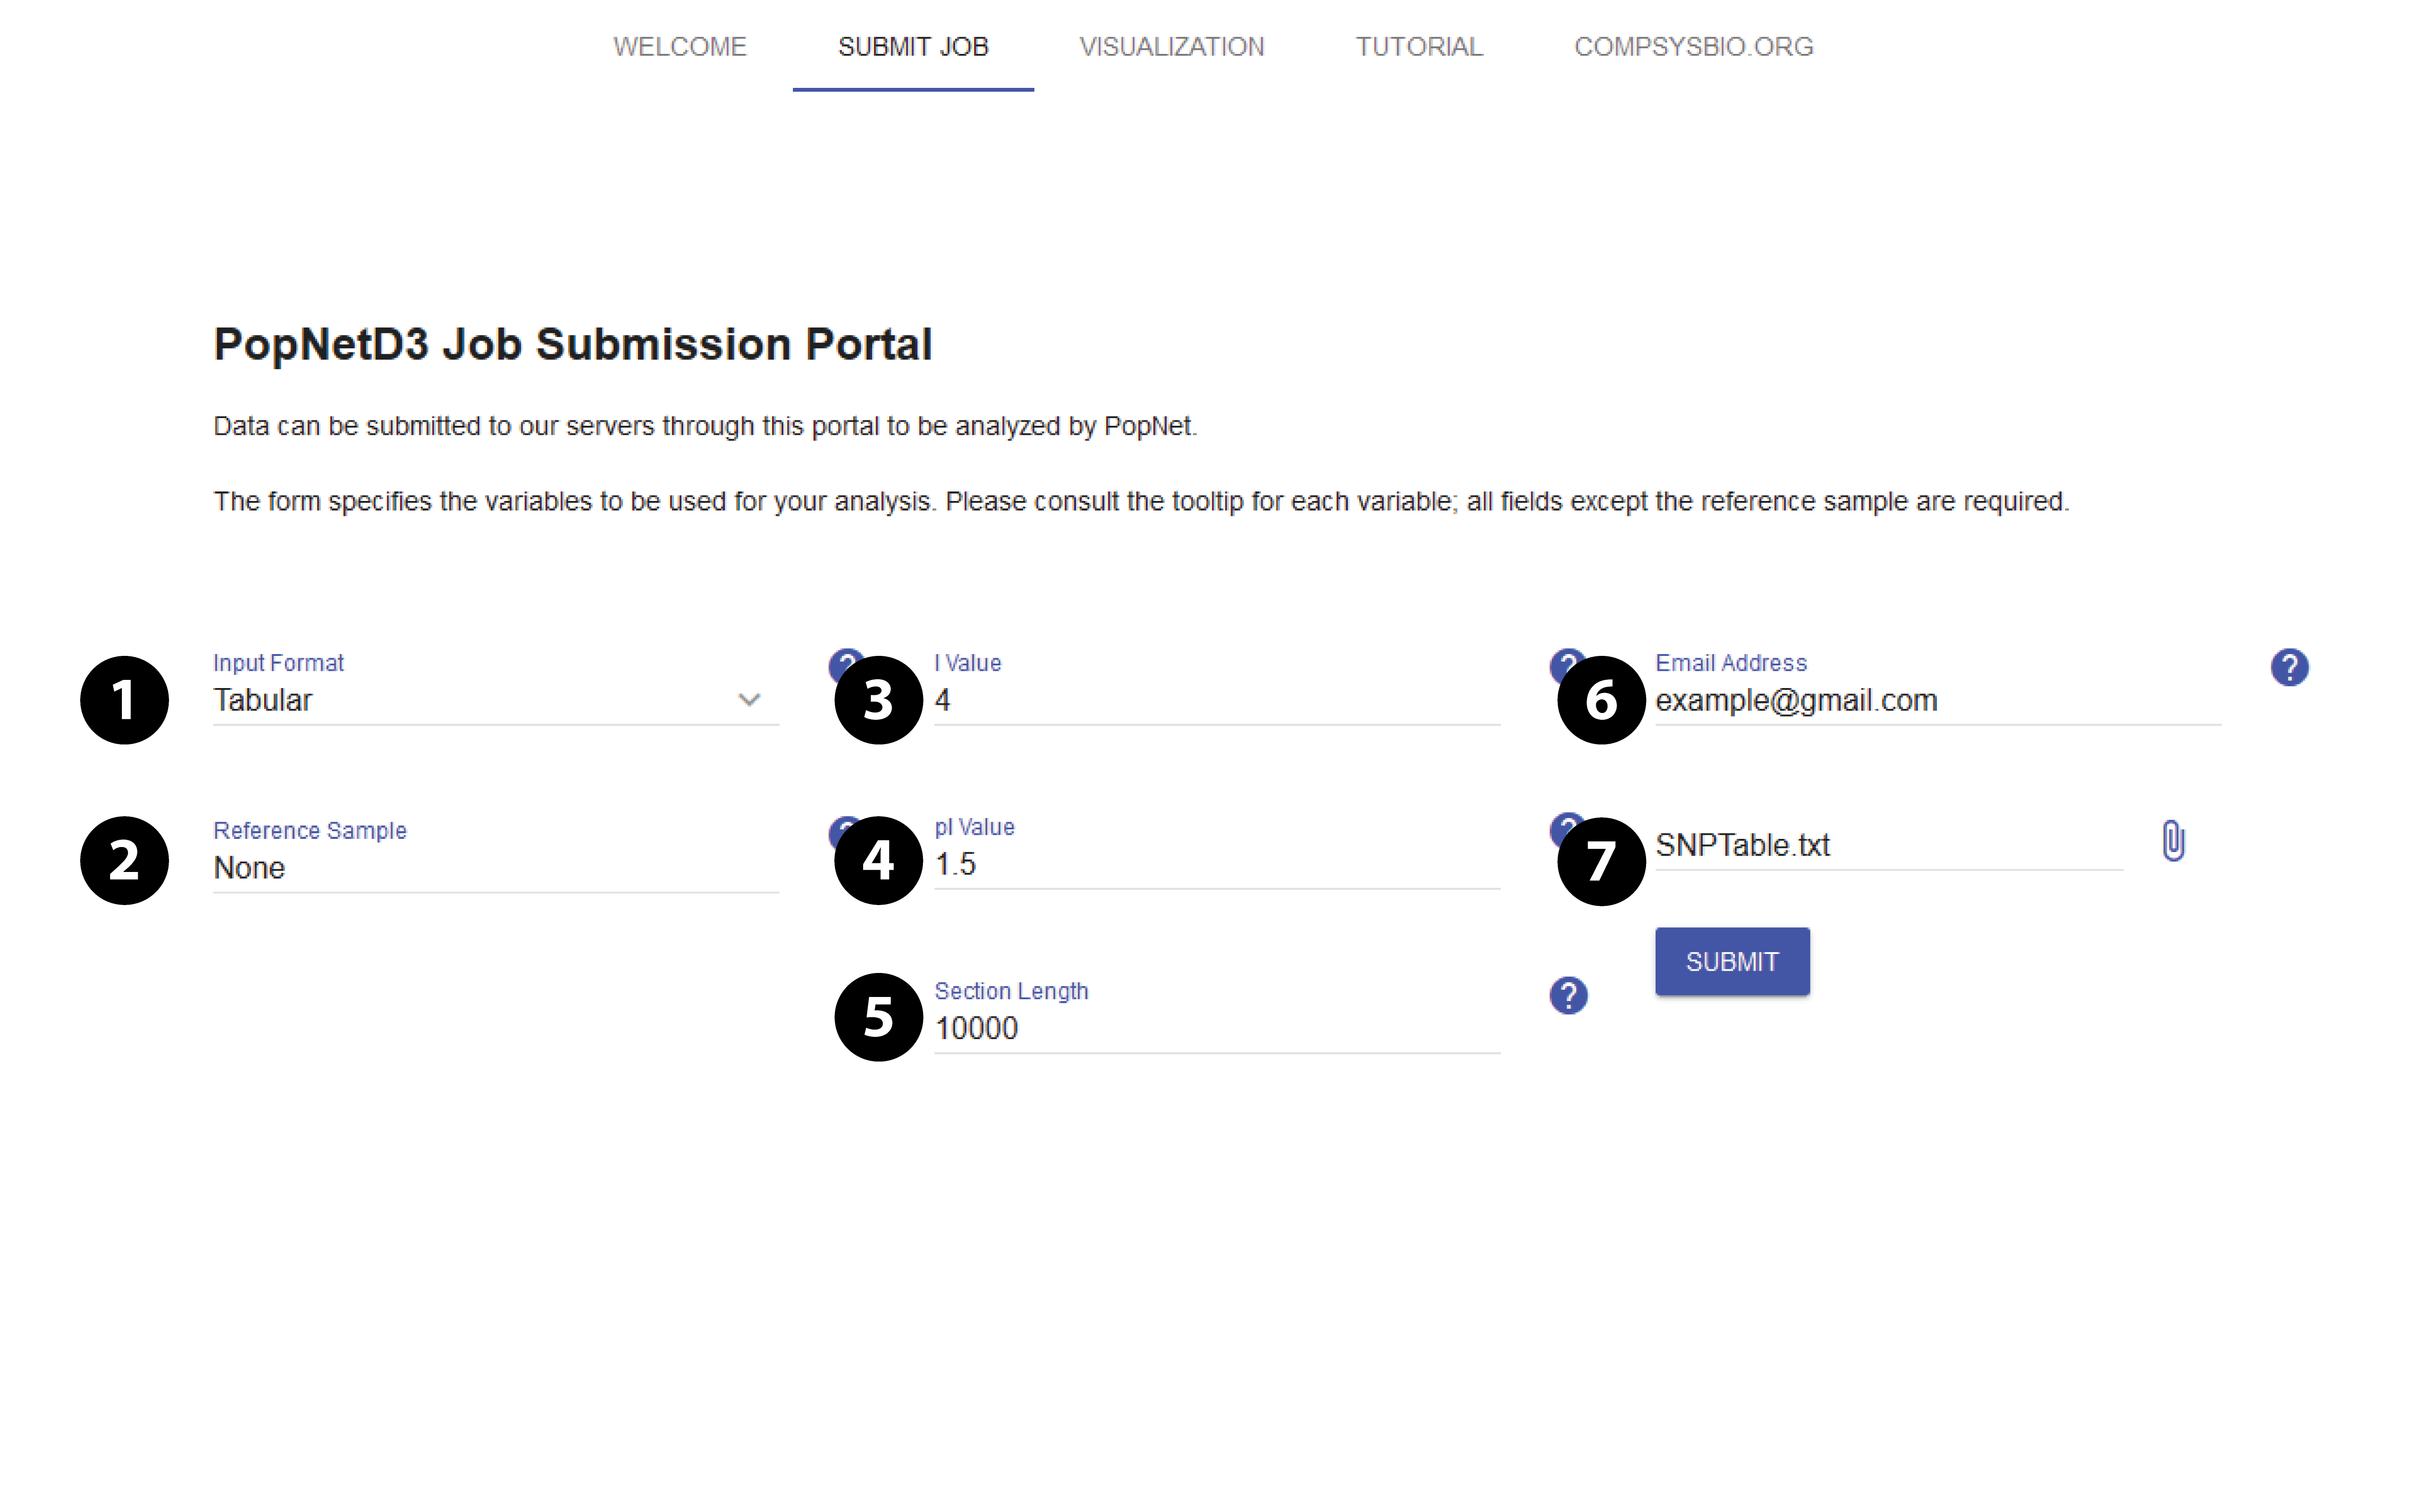 WELCOME SUBMIT JOB VISUALIZATION TUTORIAL COMPSYSBIO.ORG
PopNetD3 Job Submission Portal
Data can be submitted to our servers through this portal to be analyzed by PopNet.
The form specifies the variables to be used for your analysis. Please consult the tooltip for each variable; all fields except the reference sample are required.
1
Input Format
Tabular
?
2
Reference Sample
None
?
3
I Value
4
?
4
pI Value
1.5
?
5
Section Length
10000
?
6
Email Address
example@gmail.com
?
7
SNPTable.txt
SUBMIT